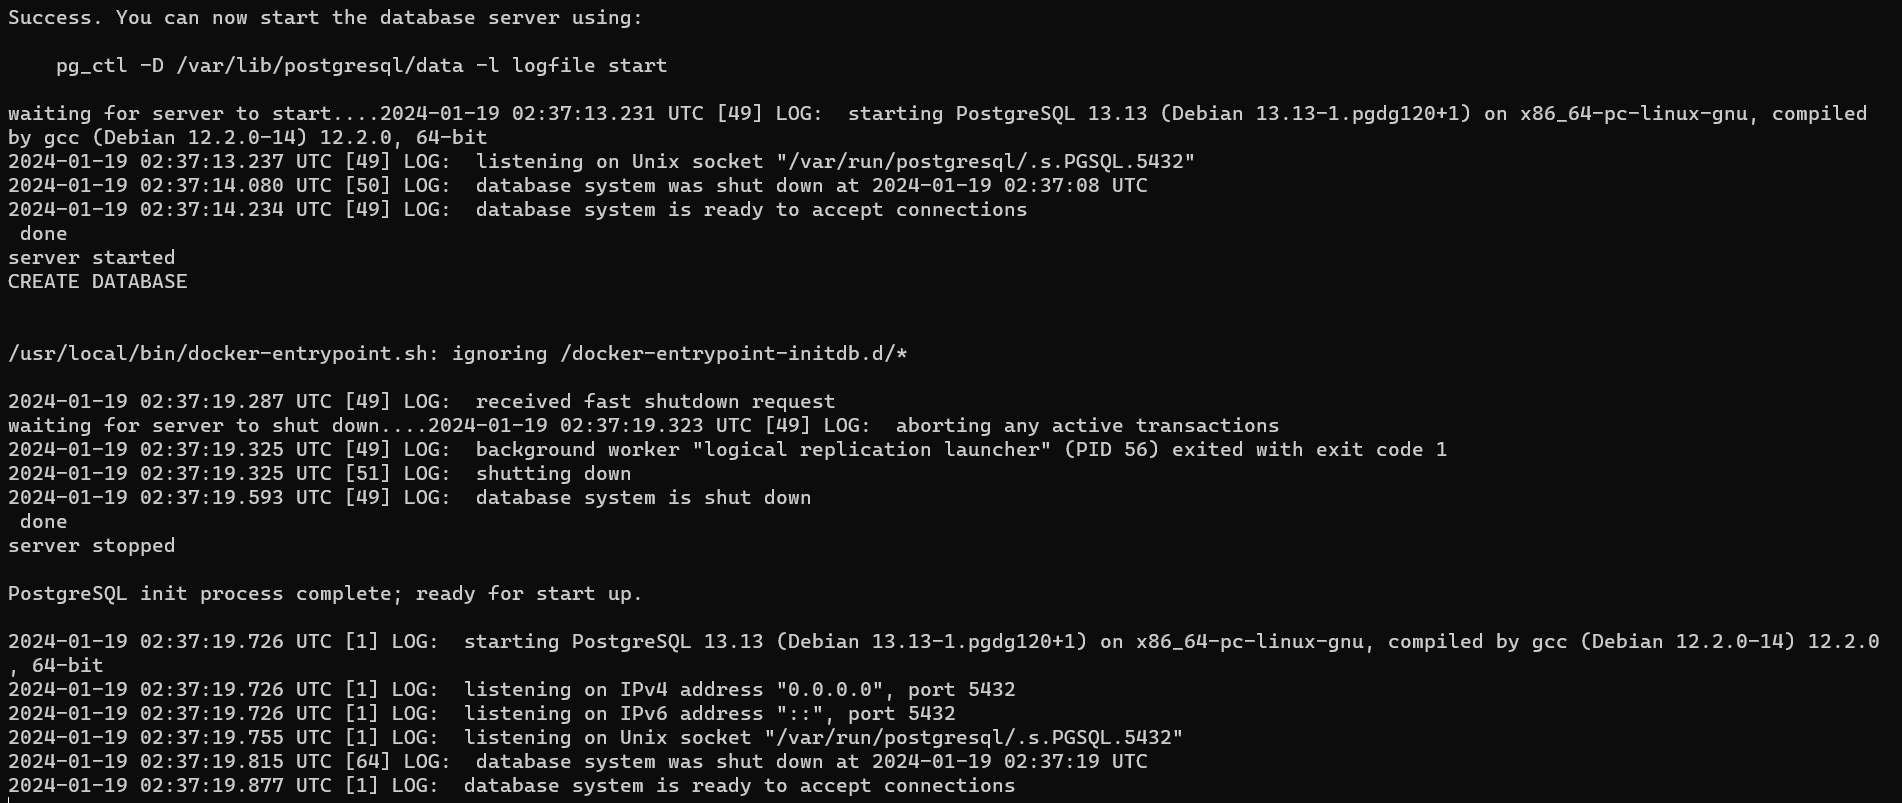 Success. You can now start the database server using:

    pg_ctl -D /var/lib/postgresql/data -l logfile start

waiting for server to start....2024-01-19 02:37:13.231 UTC [49] LOG:  starting PostgreSQL 13.13 (Debian 13.13-1.pgdg120+1) on x86_64-pc-linux-gnu, compiled
by gcc (Debian 12.2.0-14) 12.2.0, 64-bit
2024-01-19 02:37:13.237 UTC [49] LOG:  listening on Unix socket "/var/run/postgresql/.s.PGSQL.5432"
2024-01-19 02:37:14.080 UTC [50] LOG:  database system was shut down at 2024-01-19 02:37:08 UTC
2024-01-19 02:37:14.234 UTC [49] LOG:  database system is ready to accept connections
 done
server started
CREATE DATABASE


/usr/local/bin/docker-entrypoint.sh: ignoring /docker-entrypoint-initdb.d/*

2024-01-19 02:37:19.287 UTC [49] LOG:  received fast shutdown request
waiting for server to shut down....2024-01-19 02:37:19.323 UTC [49] LOG:  aborting any active transactions
2024-01-19 02:37:19.325 UTC [49] LOG:  background worker "logical replication launcher" (PID 56) exited with exit code 1
2024-01-19 02:37:19.325 UTC [51] LOG:  shutting down
2024-01-19 02:37:19.593 UTC [49] LOG:  database system is shut down
 done
server stopped

PostgreSQL init process complete; ready for start up.

2024-01-19 02:37:19.726 UTC [1] LOG:  starting PostgreSQL 13.13 (Debian 13.13-1.pgdg120+1) on x86_64-pc-linux-gnu, compiled by gcc (Debian 12.2.0-14) 12.2.0
, 64-bit
2024-01-19 02:37:19.726 UTC [1] LOG:  listening on IPv4 address "0.0.0.0", port 5432
2024-01-19 02:37:19.726 UTC [1] LOG:  listening on IPv6 address "::", port 5432
2024-01-19 02:37:19.755 UTC [1] LOG:  listening on Unix socket "/var/run/postgresql/.s.PGSQL.5432"
2024-01-19 02:37:19.815 UTC [64] LOG:  database system was shut down at 2024-01-19 02:37:19 UTC
2024-01-19 02:37:19.877 UTC [1] LOG:  database system is ready to accept connections